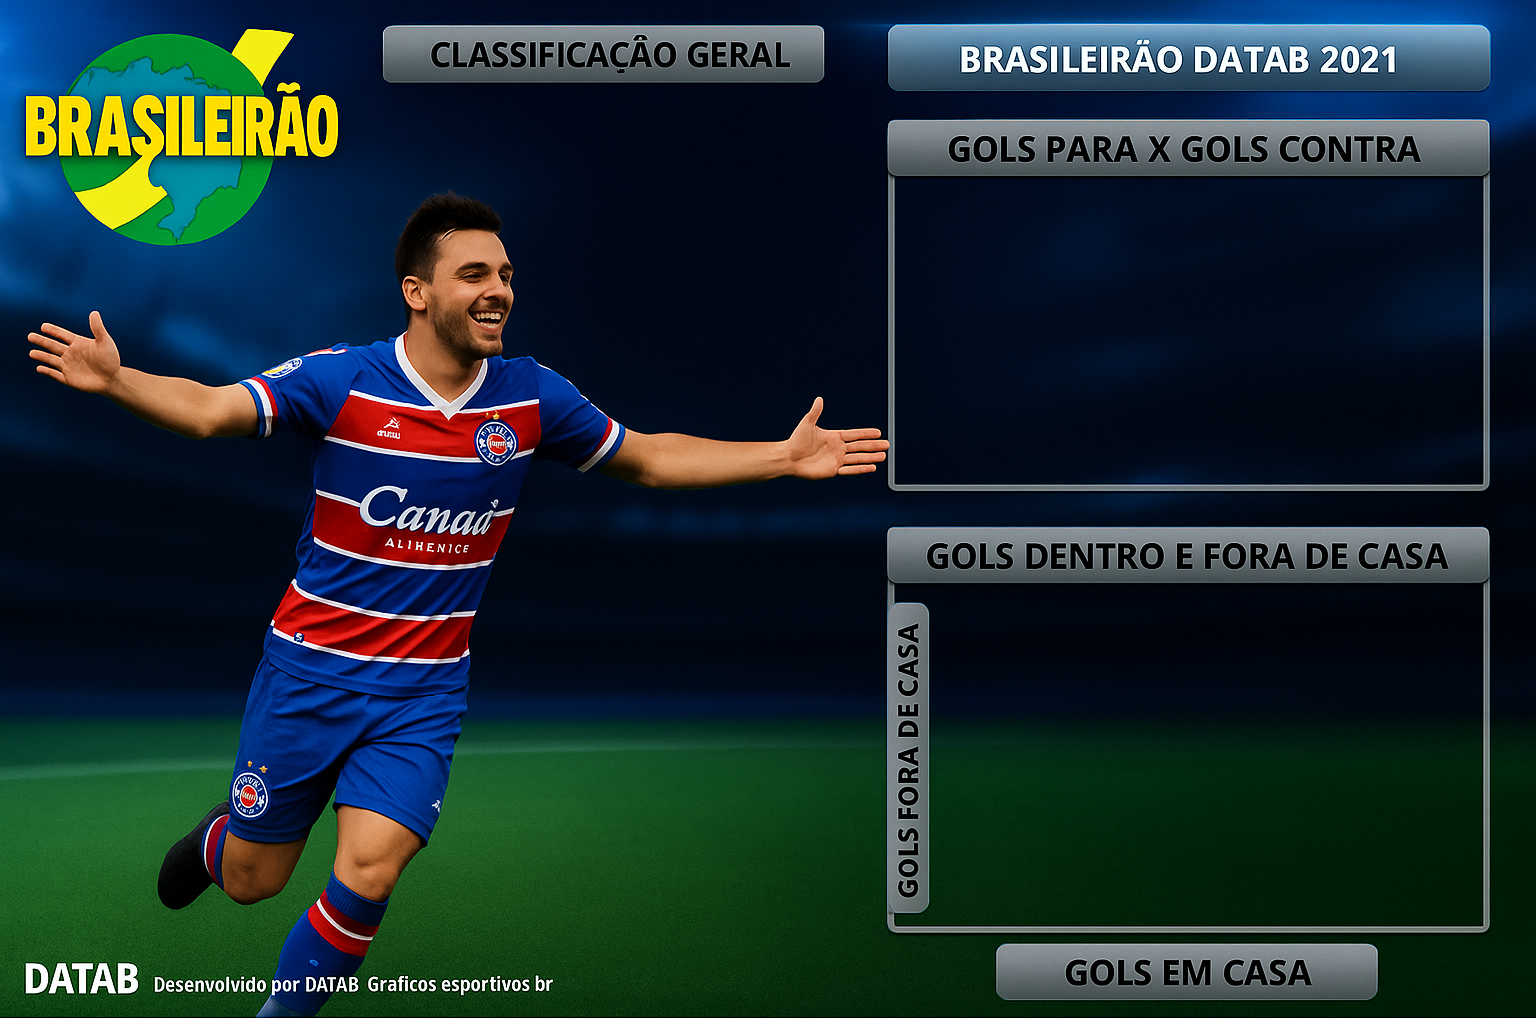 BRASILEIRÃO
CLASSIFICAÇÃO GERAL
BRASILEIRÃO DATAB 2021
GOLS PARA X GOLS CONTRA
Canaã
ALIHENICE
GOLS DENTRO E FORA DE CASA
GOLS FORA DE CASA
GOLS EM CASA
DATAB Desenvolvido por DATAB Graficos esportivos br